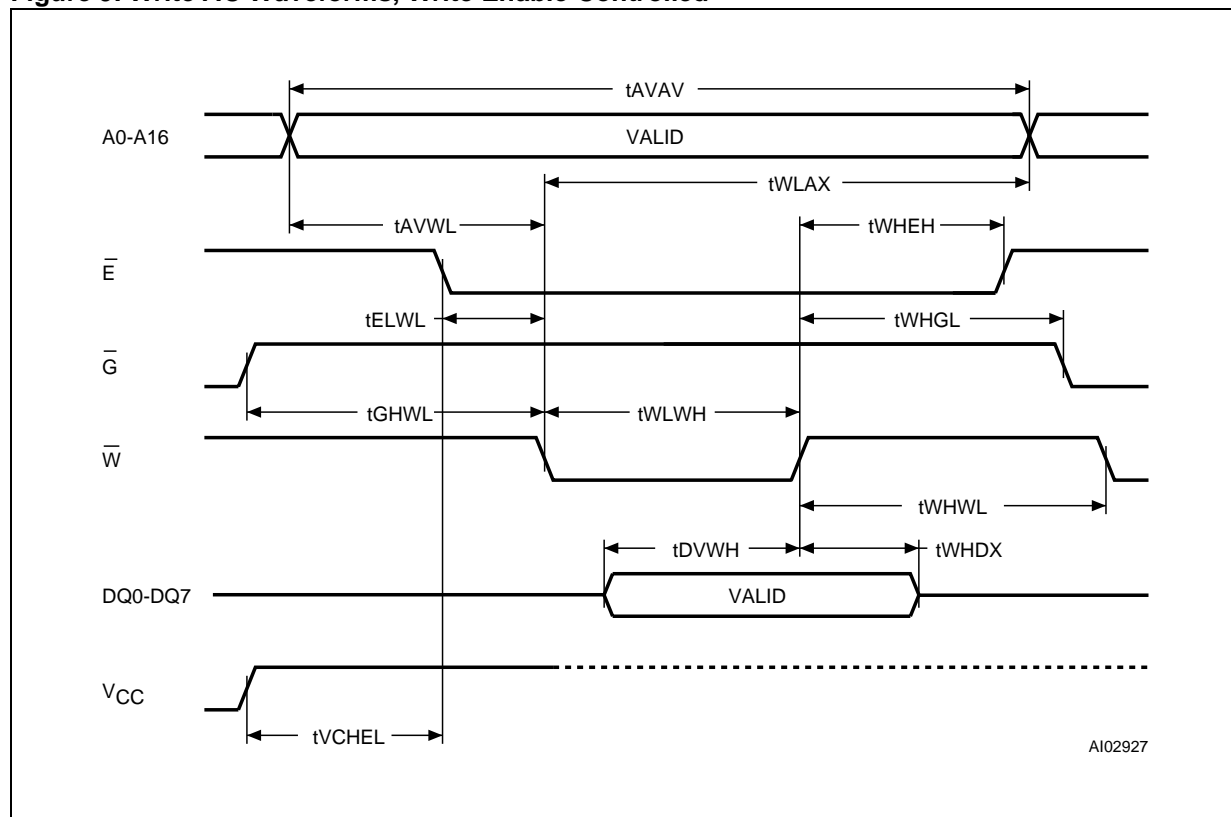 tAVAV
A0-A16
VALID
tWLAX
tAVWL
tWHEH
E
tELWL
tWHGL
G
tGHWL
tWLWH
W
tWHWL
tDVWH
tWHDX
DQ0-DQ7
VALID
VCC
tVCHEL
AI02927